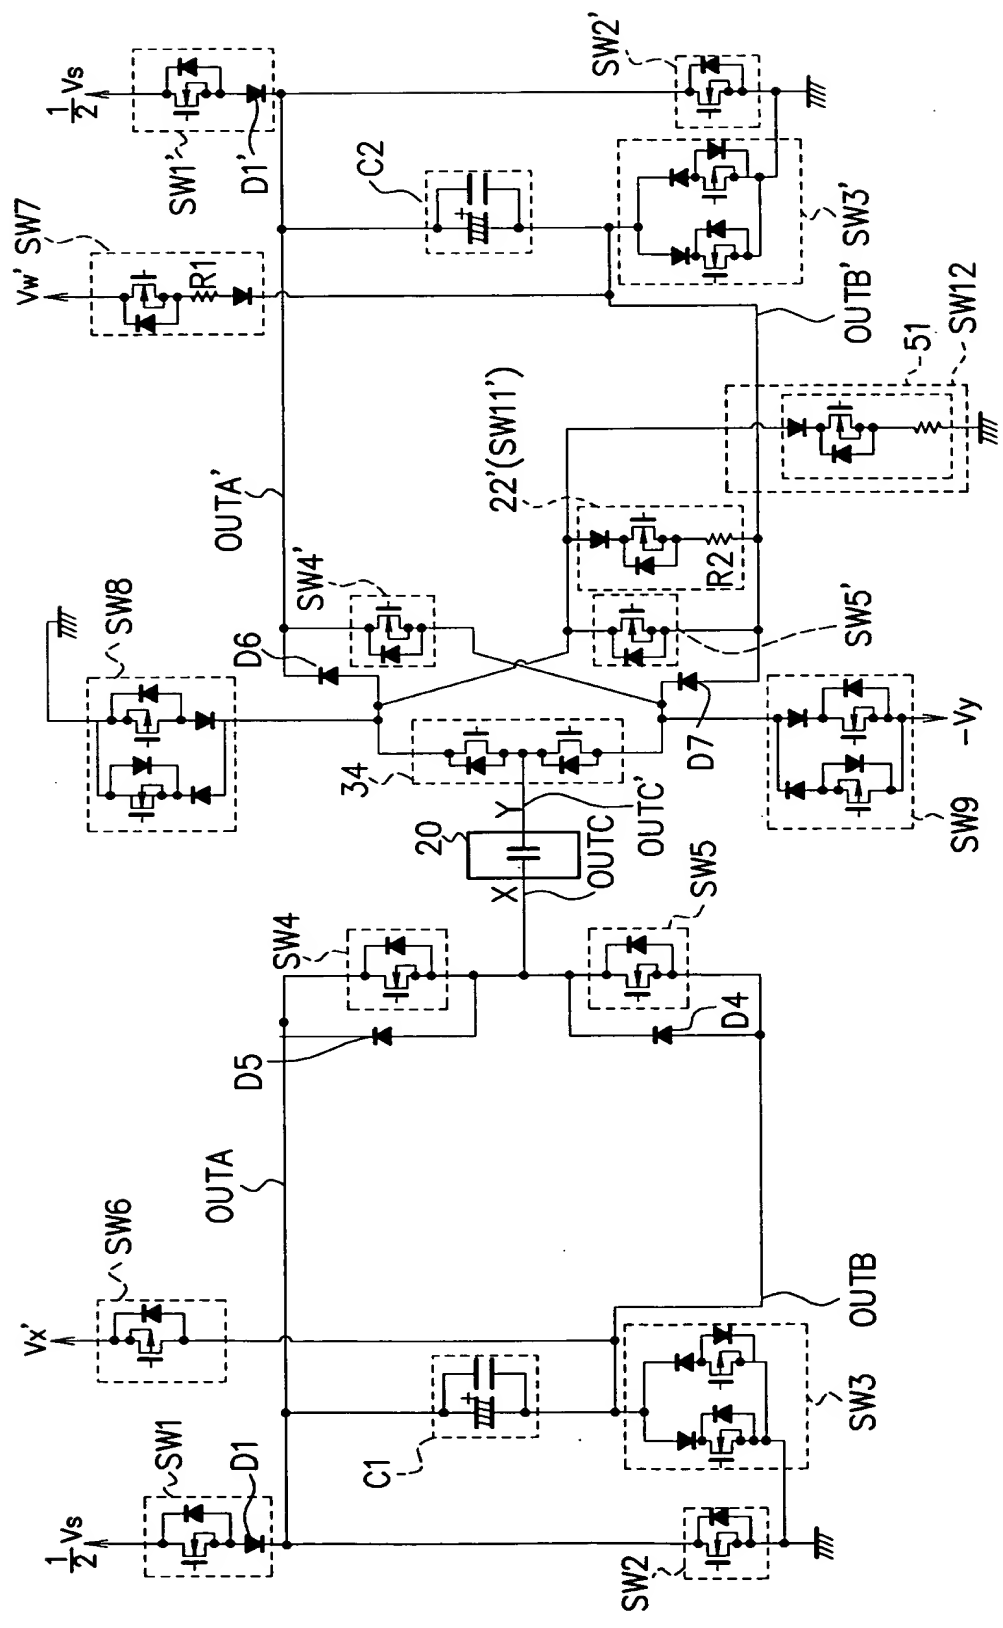 1/2 Vs
SW1
D1
Vx'
SW6
OUTA
C1
SW2
SW3
OUTB
D5
SW4
SW5
D4
X
20
Y
OUTC
OUTC'
34
SW8
D6
SW4'
D7
SW9
-Vy
SW5'
R2
22'(SW11')
OUTA'
51
SW12
OUTB'
Vw'
SW7
R1
C2
SW3'
1/2 Vs
SW1'
D1'
SW2'